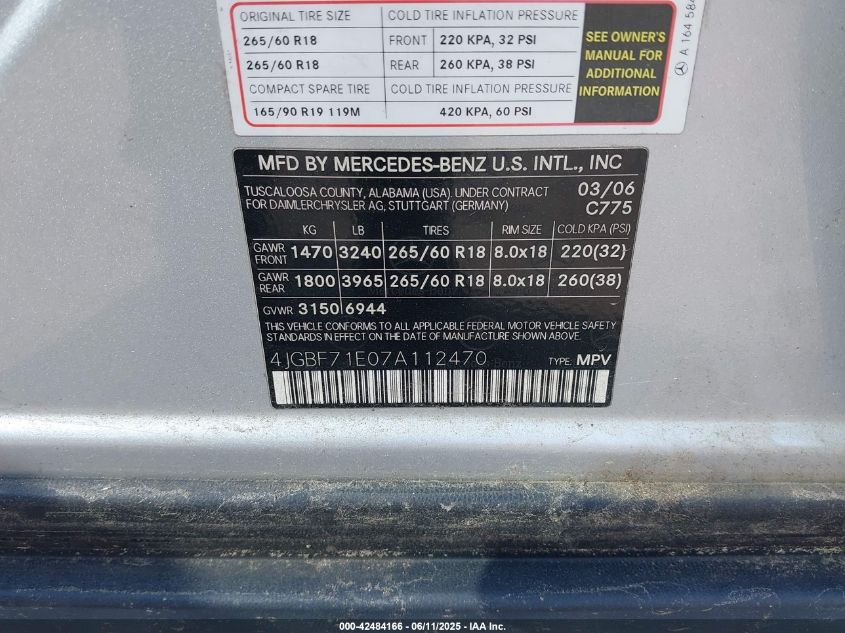 ORIGINAL TIRE SIZE COLD TIRE INFLATION PRESSURE
265/60 R18 FRONT 220 KPA, 32 PSI
265/60 R18 REAR 260 KPA, 38 PSI
COMPACT SPARE TIRE COLD TIRE INFLATION PRESSURE
165/90 R19 119M 420 KPA, 60 PSI
SEE OWNER'S
MANUAL FOR
ADDITIONAL
INFORMATION
A 164 584
MFD BY MERCEDES-BENZ U.S. INTL., INC
TUSCALOOSA COUNTY, ALABAMA (USA). UNDER CONTRACT 03/06
FOR DAIMLERCHRYSLER AG, STUTTGART (GERMANY) C775
KG LB TIRES RIM SIZE COLD KPA (PSI)
GAWR FRONT 1470 3240 265/60 R18 8.0x18 220(32)
GAWR REAR 1800 3965 265/60 R18 8.0x18 260(38)
GVWR 3150 6944
THIS VEHICLE CONFORMS TO ALL APPLICABLE FEDERAL MOTOR VEHICLE SAFETY
STANDARDS IN EFFECT ON THE DATE OF MANUFACTURE SHOWN ABOVE.
4JGBF71E07A112470 TYPE: MPV
000-42484166 - 06/11/2025 - IAA Inc.